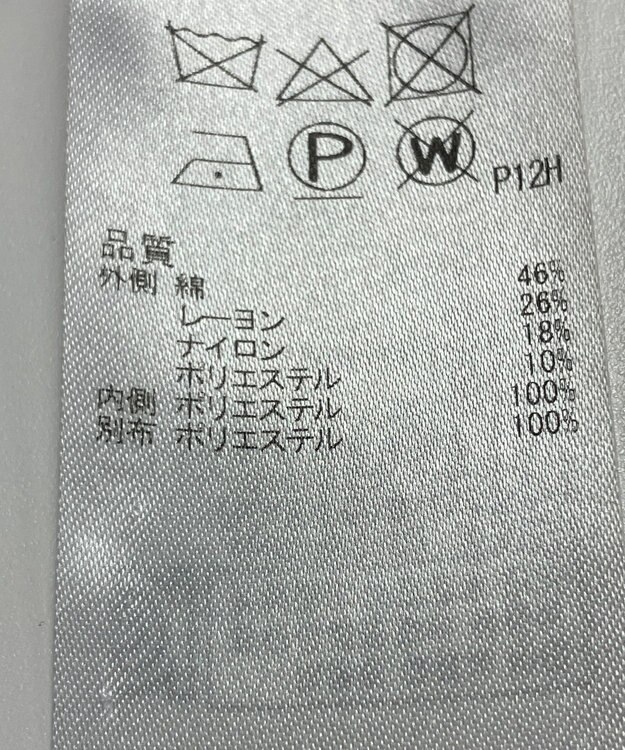 P W P12H
品質
外側 綿 46%
レーヨン 26%
ナイロン 18%
ポリエステル 10%
内側 ポリエステル 100%
別布 ポリエステル 100%